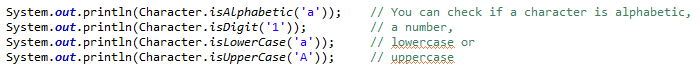 System.out.println(Character.isAlphabetic('a'));    // You can check if a character is alphabetic,
System.out.println(Character.isDigit('1'));         // a number,
System.out.println(Character.isLowerCase('a'));     // lowercase or
System.out.println(Character.isUpperCase('A'));     // uppercase